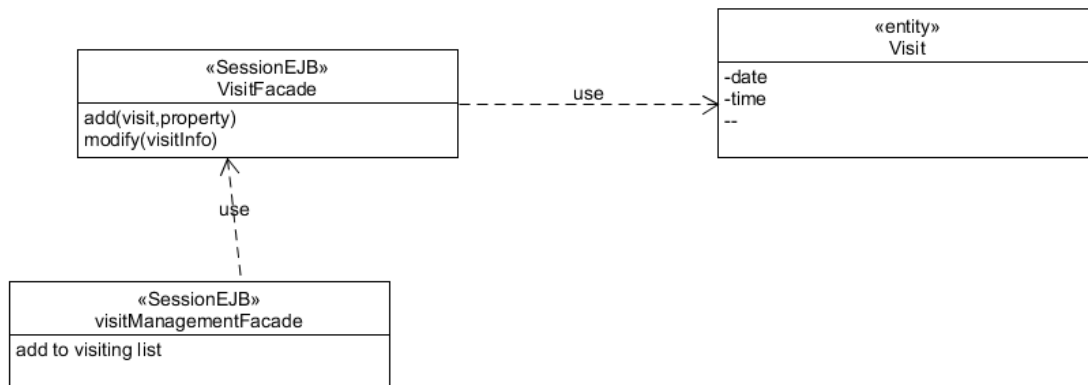 «entity»
Visit
-date
-time
--
«SessionEJB»
VisitFacade
add(visit,property)
modify(visitInfo)
use
use
«SessionEJB»
visitManagementFacade
add to visiting list